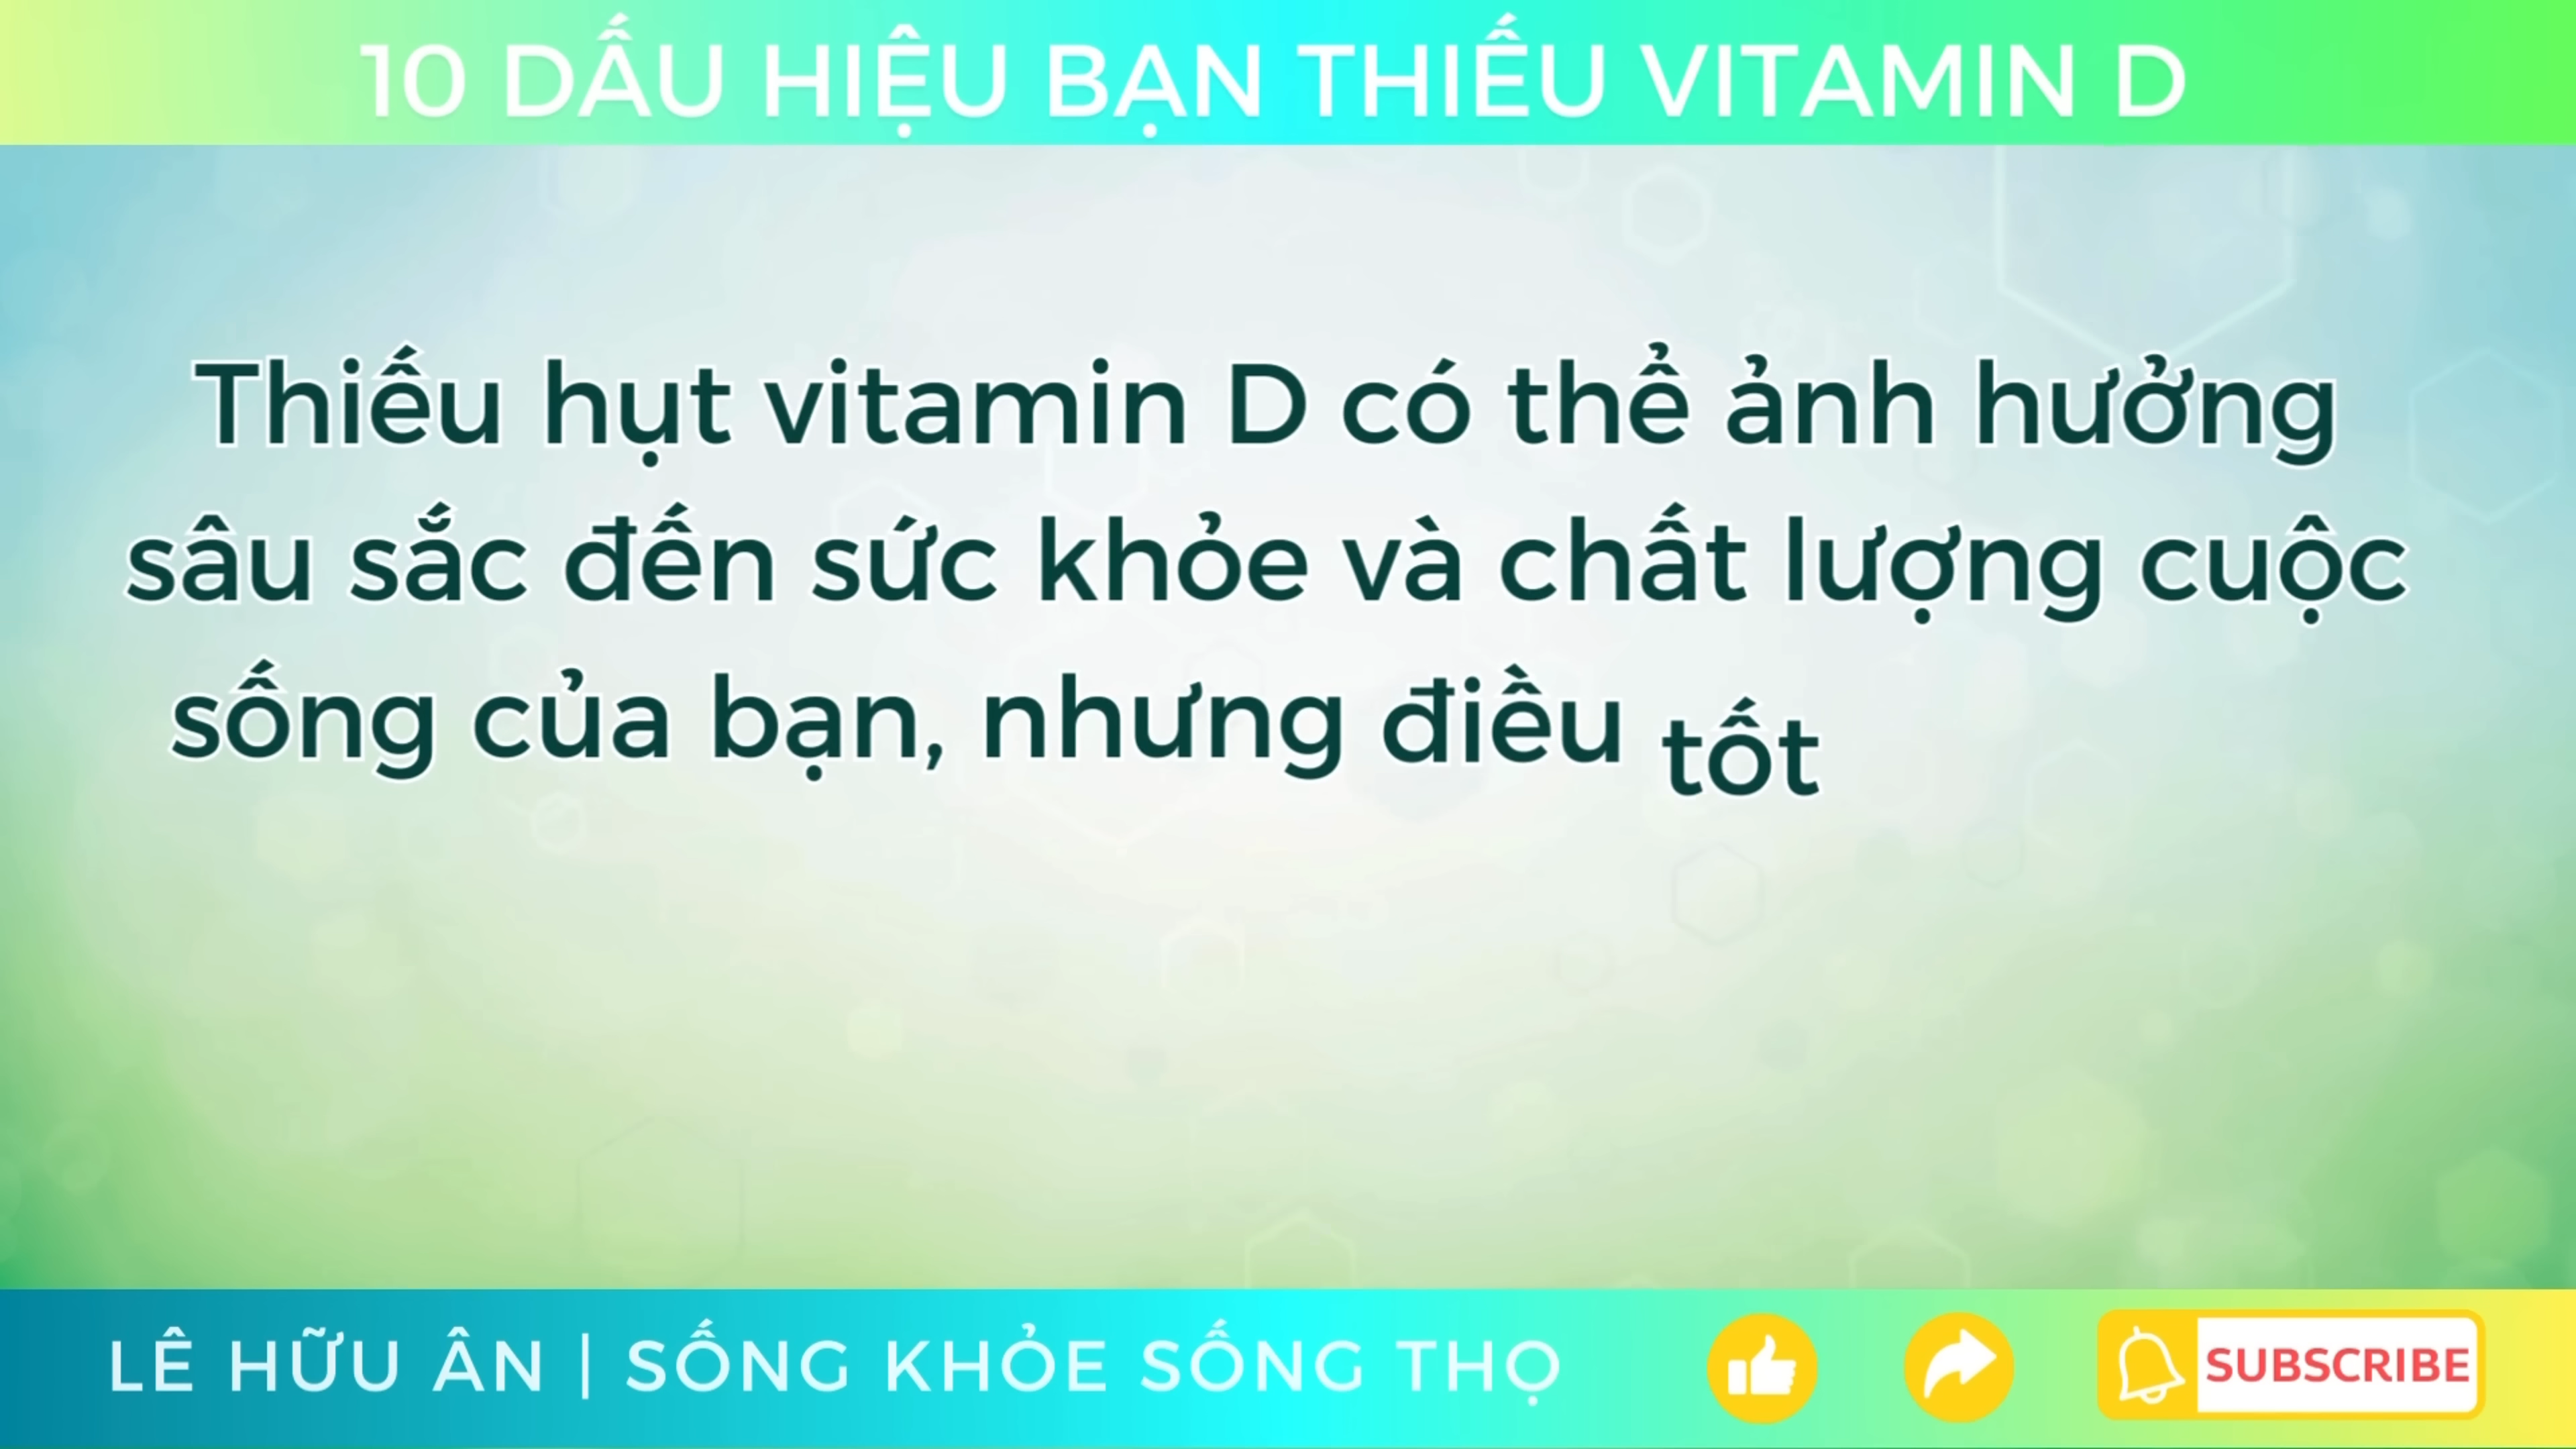 10 DẤU HIỆU BẠN THIẾU VITAMIN D
Thiếu hụt vitamin D có thể ảnh hưởng
sâu sắc đến sức khỏe và chất lượng cuộc
sống của bạn, nhưng điều tốt
LÊ HỮU ÂN | SỐNG KHỎE SỐNG THỌ
SUBSCRIBE